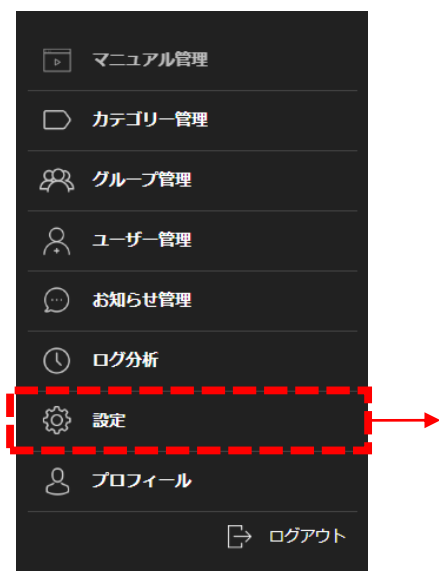 マニュアル管理
カテゴリー管理
グループ管理
ユーザー管理
お知らせ管理
ログ分析
設定
プロフィール
ログアウト